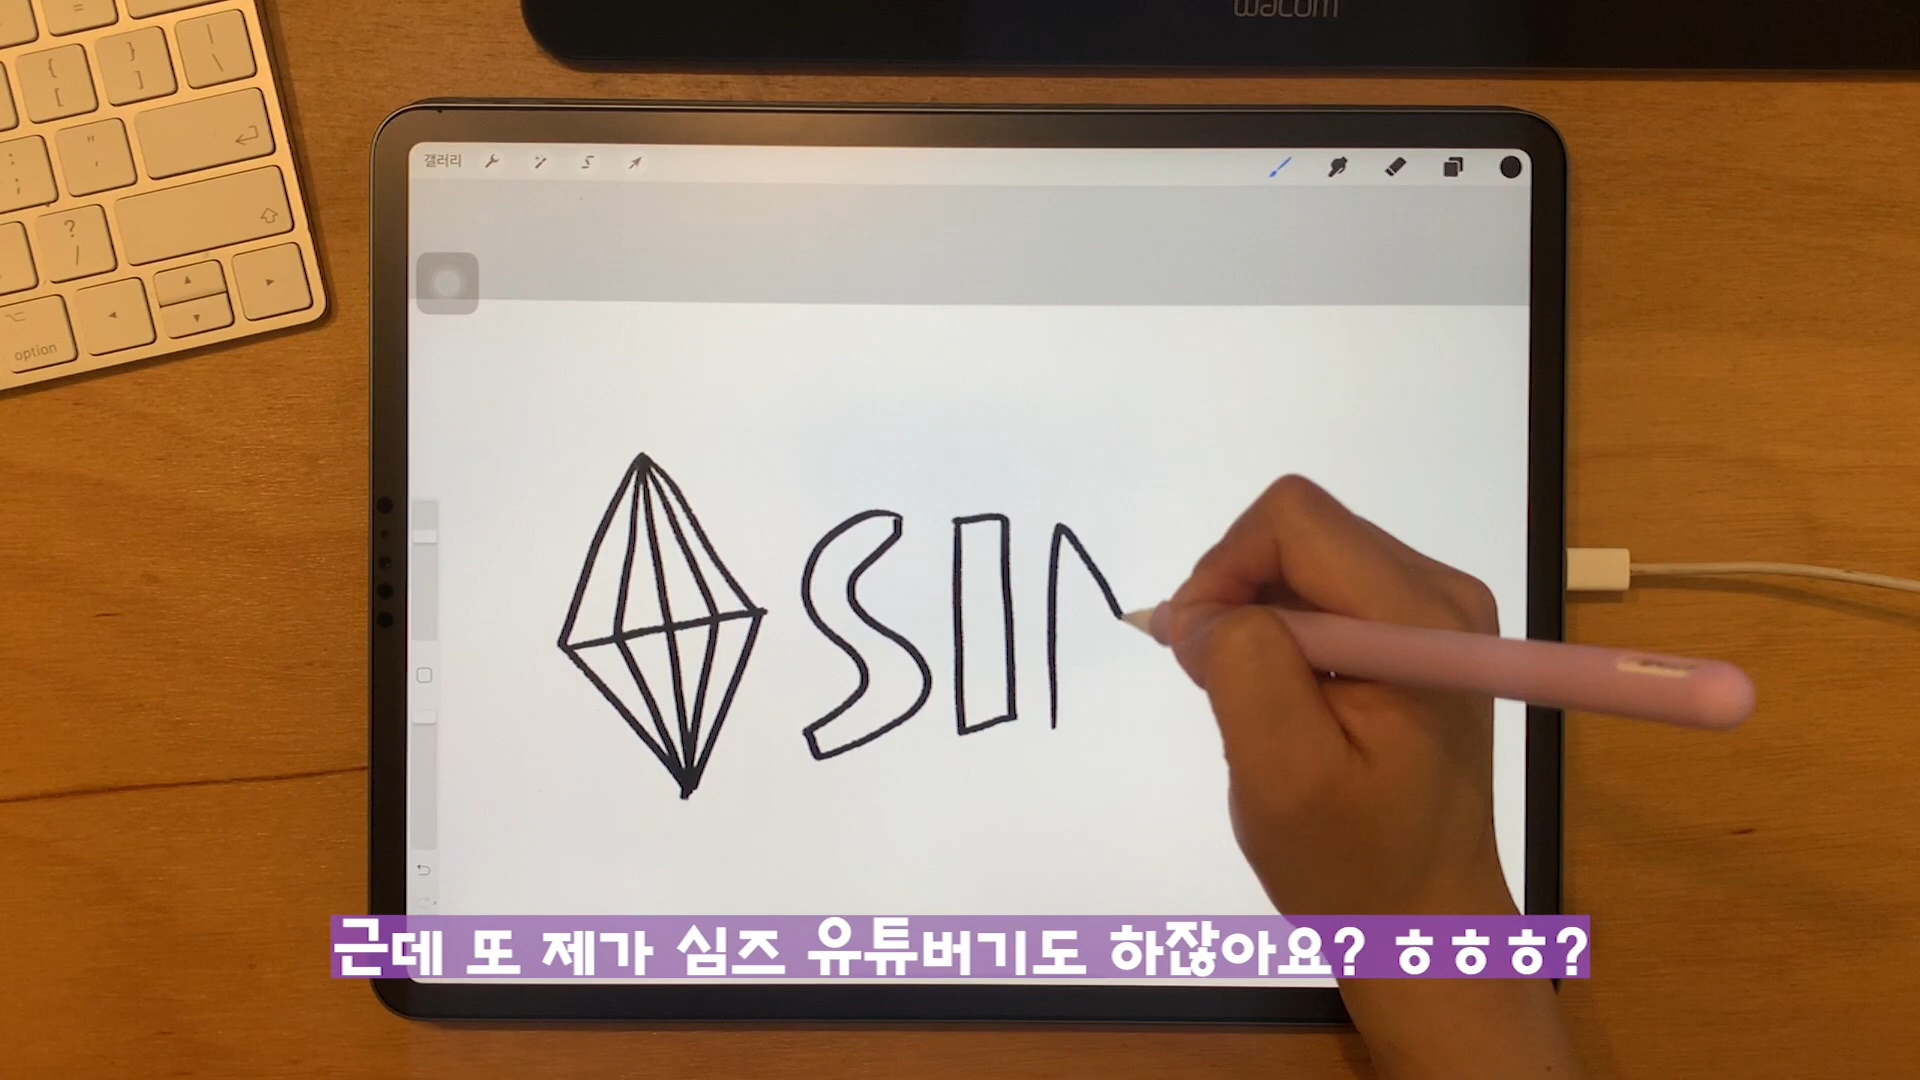 wacom
{
[
}
]
|
\
:
;
"
,
?
/
option
갤러리
SIM
근데 또 제가 심즈 유튜버기도 하잖아요? ㅎㅎㅎ?